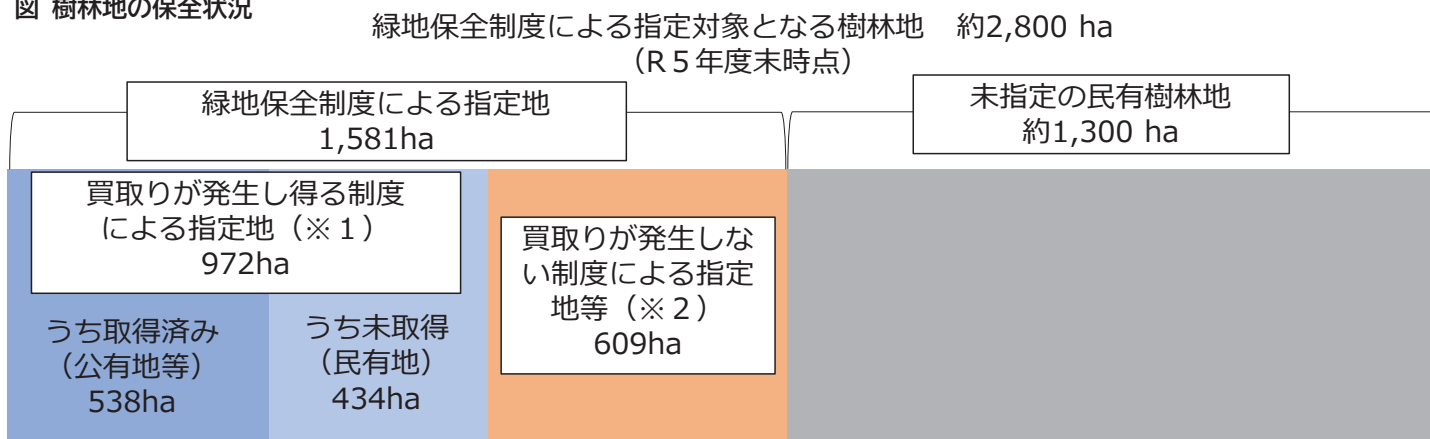 図 樹林地の保全状況
緑地保全制度による指定対象となる樹林地　約2,800 ha
（R５年度末時点）
緑地保全制度による指定地
1,581ha
未指定の民有樹林地
約1,300 ha
買取りが発生し得る制度
による指定地（※１）
972ha
買取りが発生しな
い制度による指定
地等（※２）
609ha
うち取得済み
（公有地等）
538ha
うち未取得
（民有地）
434ha